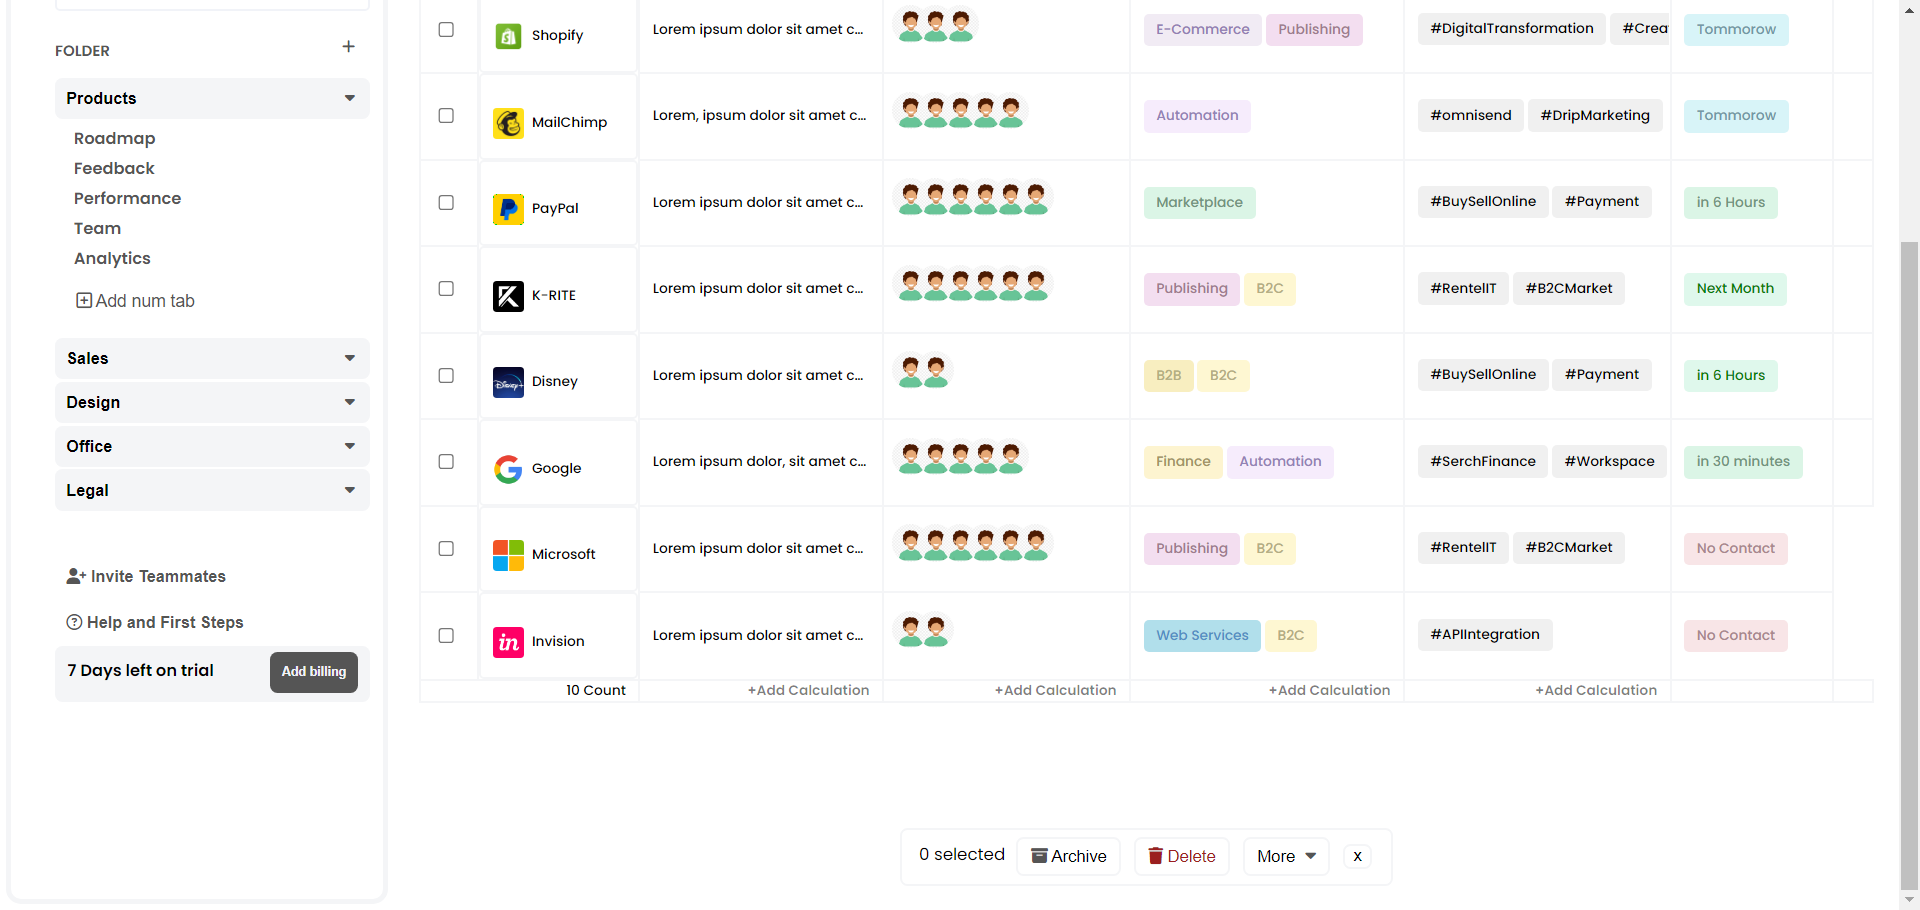 FOLDER +
Products
Roadmap
Feedback
Performance
Team
Analytics
Add num tab
Sales
Design
Office
Legal
Invite Teammates
Help and First Steps
7 Days left on trial Add billing
Shopify Lorem ipsum dolor sit amet c... E-Commerce Publishing #DigitalTransformation #Crea Tommorow
MailChimp Lorem, ipsum dolor sit amet c... Automation #omnisend #DripMarketing Tommorow
PayPal Lorem ipsum dolor sit amet c... Marketplace #BuySellOnline #Payment in 6 Hours
K-RITE Lorem ipsum dolor sit amet c... Publishing B2C #RentelIT #B2CMarket Next Month
Disney+ Disney Lorem ipsum dolor sit amet c... B2B B2C #BuySellOnline #Payment in 6 Hours
Google Lorem ipsum dolor, sit amet c... Finance Automation #SerchFinance #Workspace in 30 minutes
Microsoft Lorem ipsum dolor sit amet c... Publishing B2C #RentelIT #B2CMarket No Contact
in Invision Lorem ipsum dolor sit amet c... Web Services B2C #APIIntegration No Contact
10 Count +Add Calculation +Add Calculation +Add Calculation +Add Calculation
0 selected Archive Delete More x